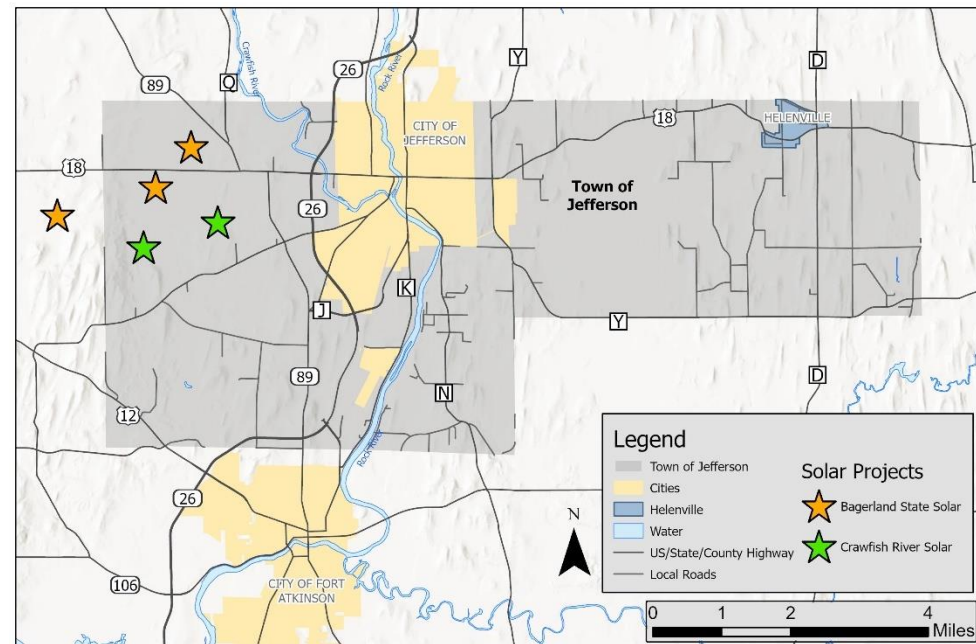 26
Y
D
Q
89
Crawfish River
Rock River
CITY OF
JEFFERSON
18
HELENVILLE
18
Town of
Jefferson
26
K
J
Y
89
D
N
12
Rock River
26
106
CITY OF FORT
ATKINSON
N
Legend
Town of Jefferson
Cities
Helenville
Water
US/State/County Highway
Local Roads
Solar Projects
Bagerland State Solar
Crawfish River Solar
0 1 2 4
Miles